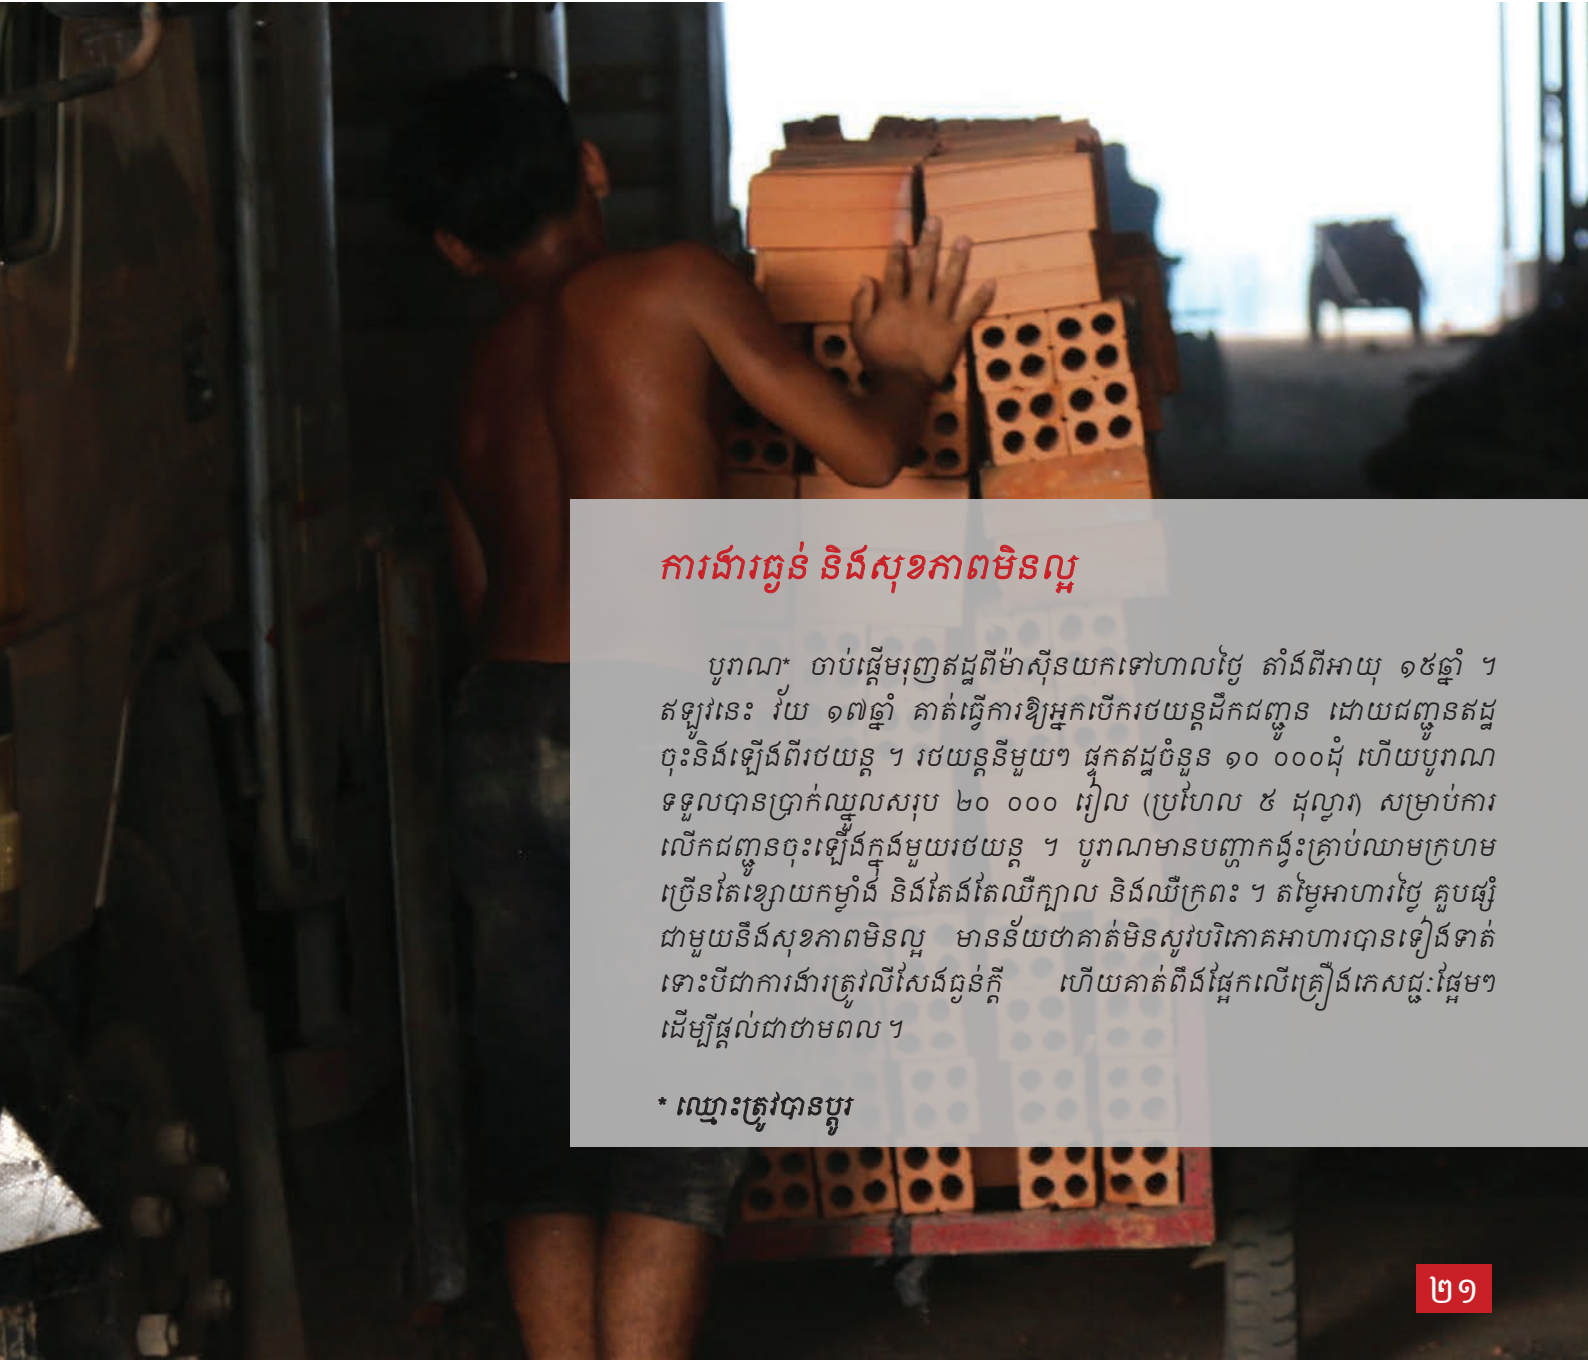 ការងារធ្ងន់ និងសុខភាពមិនល្អ
បូរាណ* ចាប់ផ្តើមរុញឥដ្ឋពីម៉ាស៊ីនយកទៅហាលថ្ងៃ តាំងពីអាយុ ១៥ឆ្នាំ ។
ឥឡូវនេះ វ័យ ១៧ឆ្នាំ គាត់ធ្វើការឱ្យអ្នកបើករថយន្តដឹកជញ្ជូន ដោយជញ្ជូនឥដ្ឋ
ចុះនិងឡើងពីរថយន្ត ។ រថយន្តនីមួយៗ ផ្ទុកឥដ្ឋចំនួន ១០ ០០០ដុំ ហើយបូរាណ
ទទួលបានប្រាក់ឈ្នួលសរុប ២០ ០០០ រៀល (ប្រហែល ៥ ដុល្លារ) សម្រាប់ការ
លើកជញ្ជូនចុះឡើងក្នុងមួយរថយន្ត ។ បូរាណមានបញ្ហាកង្វះគ្រាប់ឈាមក្រហម
ច្រើនតែខ្សោយកម្លាំង និងតែងតែឈឺក្បាល និងឈឺក្រពះ ។ តម្លៃអាហារថ្លៃ គួបផ្សំ
ជាមួយនឹងសុខភាពមិនល្អ មានន័យថាគាត់មិនសូវបរិភោគអាហារបានទៀងទាត់
ទោះបីជាការងារត្រូវលីសែងធ្ងន់ក្តី ហើយគាត់ពឹងផ្អែកលើគ្រឿងភេសជ្ជៈផ្អែមៗ
ដើម្បីផ្តល់ជាថាមពល ។
* ឈ្មោះត្រូវបានប្តូរ
២១